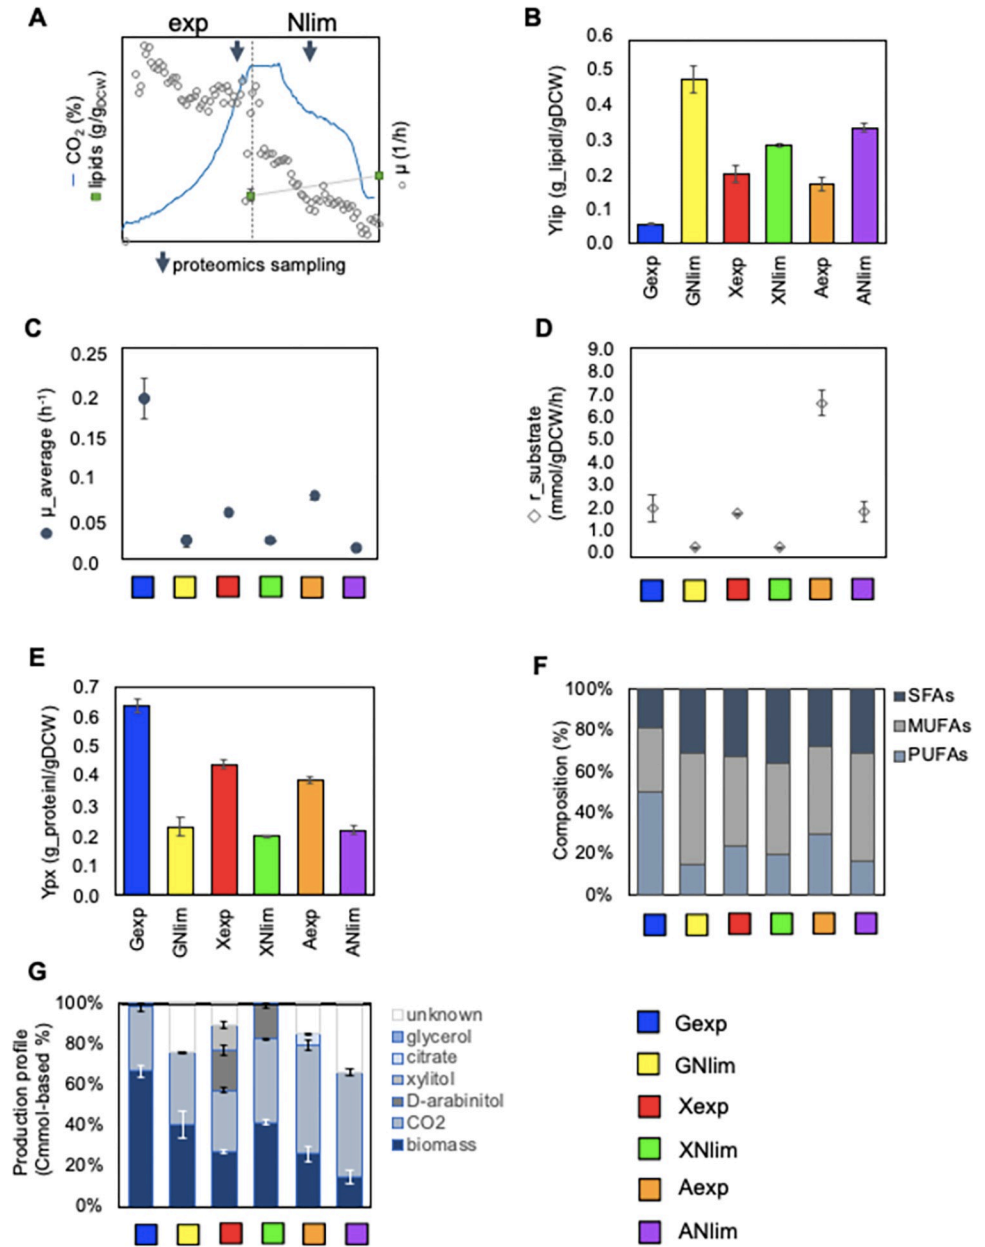 A
exp
Nlim
CO2 (%)
lipids (g/gDCW)
μ (1/h)
proteomics sampling
B
Ylip (g_lipidl/gDCW)
0.6
0.5
0.4
0.3
0.2
0.1
0.0
Gexp
GNlim
Xexp
XNlim
Aexp
ANlim
C
μ_average (h-1)
0.25
0.2
0.15
0.1
0.05
0.0
D
r_substrate
(mmol/gDCW/h)
9.0
8.0
7.0
6.0
5.0
4.0
3.0
2.0
1.0
0.0
E
Ypx (g_proteinl/gDCW)
0.7
0.6
0.5
0.4
0.3
0.2
0.1
0.0
Gexp
GNlim
Xexp
XNlim
Aexp
ANlim
F
Composition (%)
100%
80%
60%
40%
20%
0%
SFAs
MUFAs
PUFAs
G
Production profile
(Cmmol-based %)
100%
80%
60%
40%
20%
0%
unknown
glycerol
citrate
xylitol
D-arabinitol
CO2
biomass
Gexp
GNlim
Xexp
XNlim
Aexp
ANlim